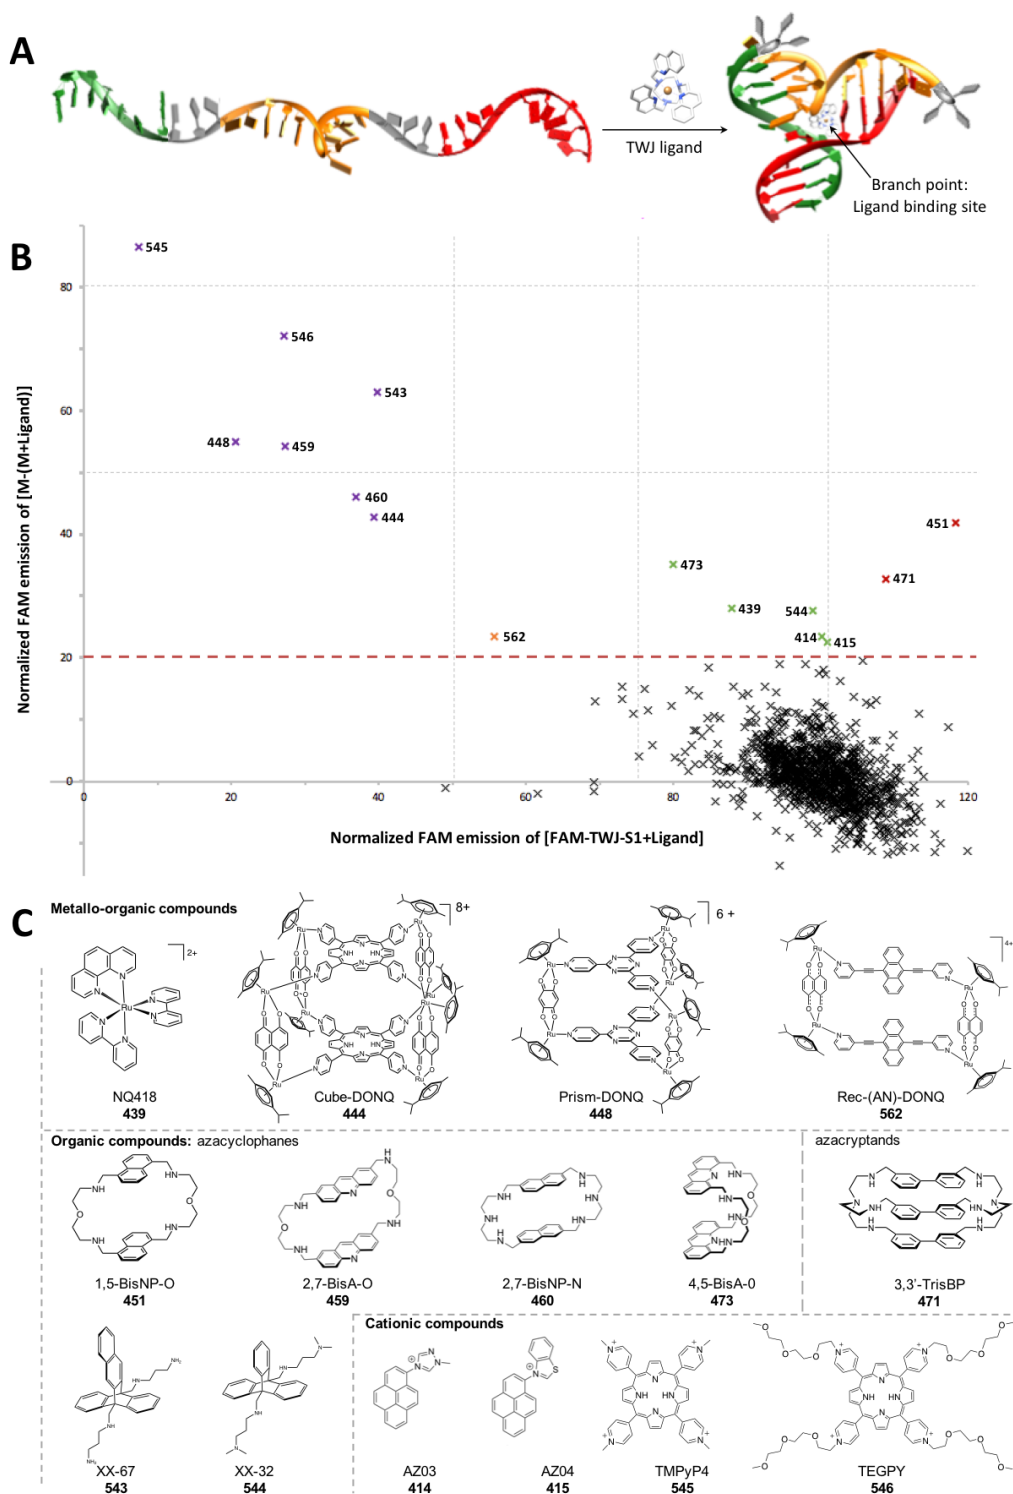 A
TWJ ligand
Branch point:
Ligand binding site
B
Normalized FAM emission of [M-(M+Ligand)]
545
80
546
60
543
448
459
460
444
451
40
473
471
439
544
562
414
415
20
0
0
20
40
60
80
120
Normalized FAM emission of [FAM-TWJ-S1+Ligand]
C
Metallo-organic compounds
2+
8+
6 +
4+
NQ418
Cube-DONQ
Prism-DONQ
Rec-(AN)-DONQ
439
444
448
562
Organic compounds: azacyclophanes
azacryptands
1,5-BisNP-O
2,7-BisA-O
2,7-BisNP-N
4,5-BisA-0
3,3'-TrisBP
451
459
460
473
471
Cationic compounds
XX-67
XX-32
AZ03
AZ04
TMPyP4
TEGPY
543
544
414
415
545
546